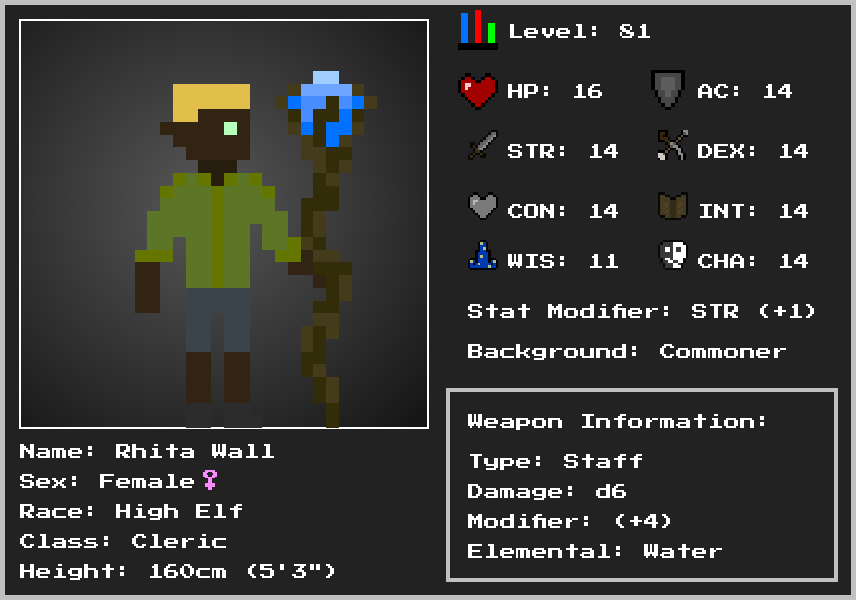 Level: 81
HP: 16
AC: 14
STR: 14
DEX: 14
CON: 14
INT: 14
WIS: 11
CHA: 14
Stat Modifier: STR (+1)
Background: Commoner
Weapon Information:
Type: Staff
Damage: d6
Modifier: (+4)
Elemental: Water
Name: Rhita Wall
Sex: Female♀
Race: High Elf
Class: Cleric
Height: 160cm (5'3")